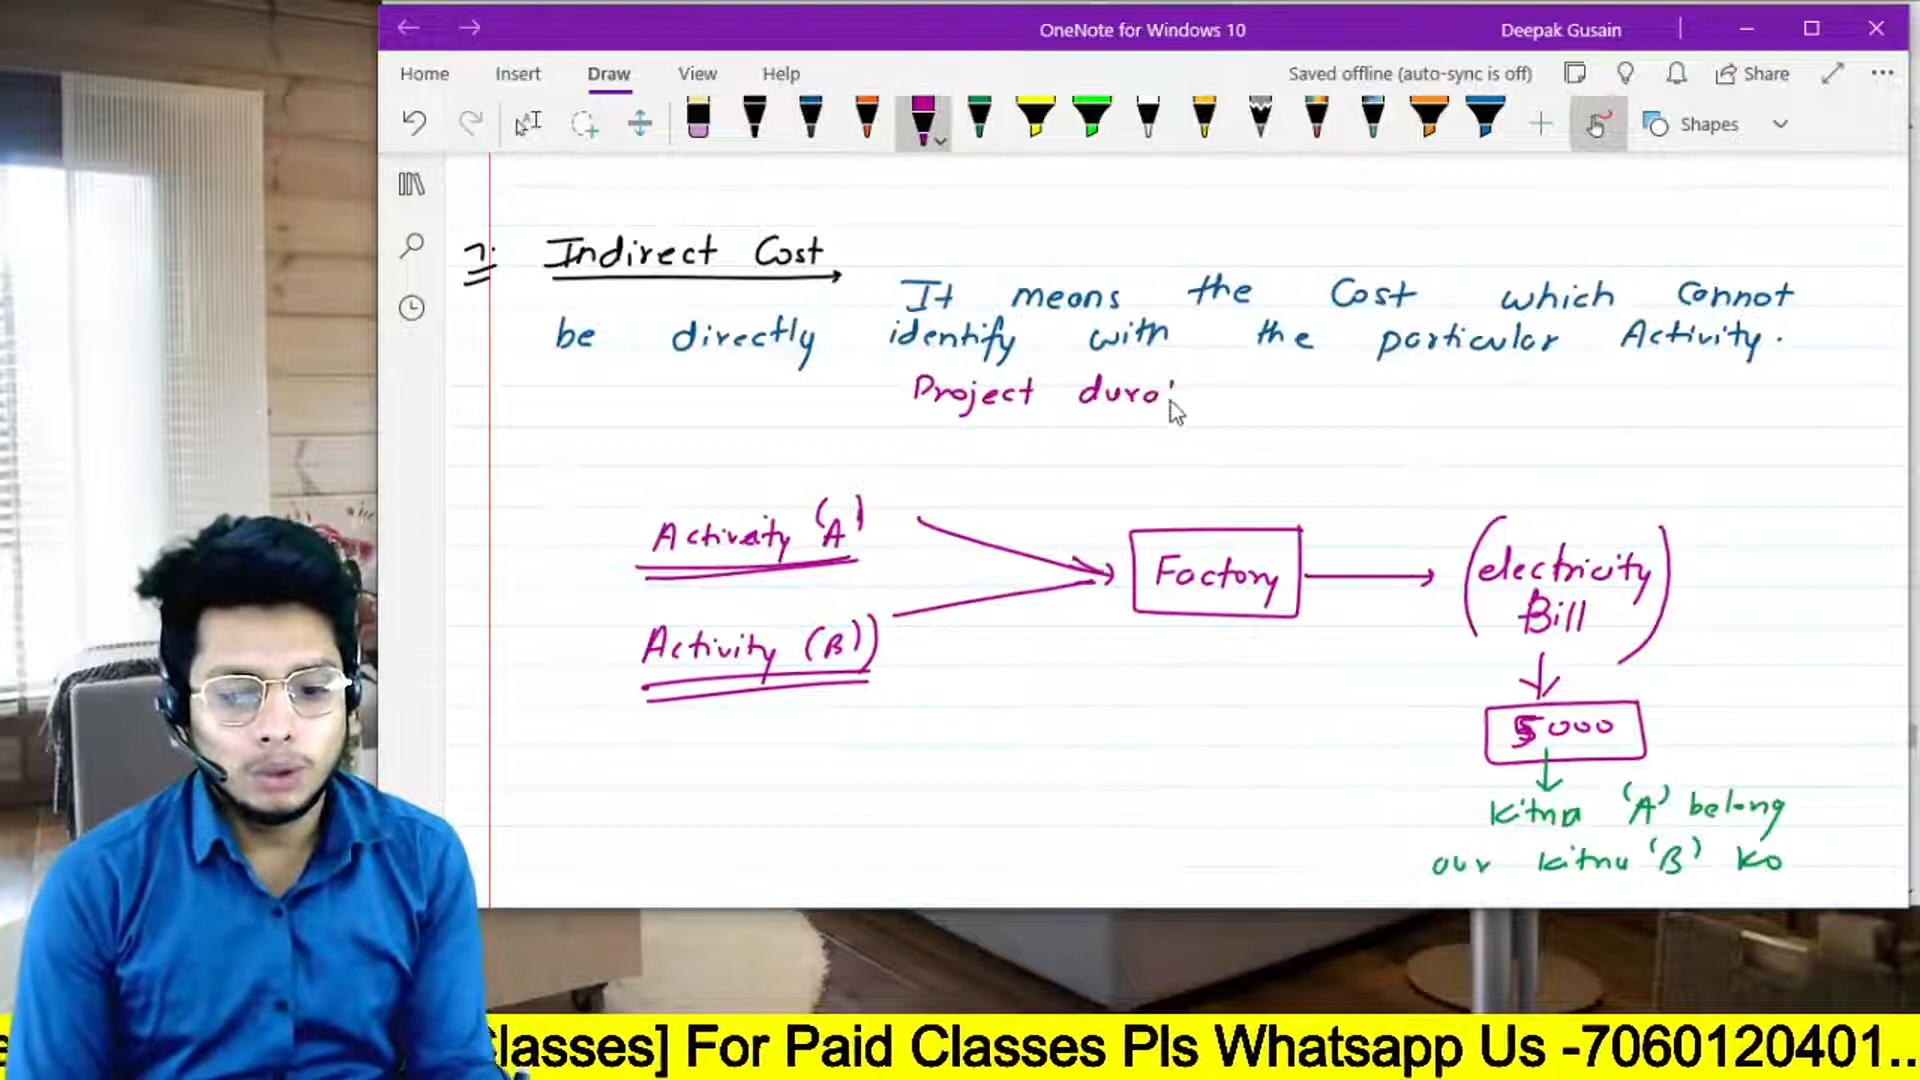 OneNote for Windows 10
Deepak Gusain
Home Insert Draw View Help
Saved offline (auto-sync is off)
Share
Shapes
7. Indirect Cost
It means the Cost which Cannot
be directly identify with the particular Activity.
Project dura
Activity (A)
Activity (B)
Factory
electricity
Bill
5000
Kitna 'A' belong
our kitna 'B' Ko
lasses] For Paid Classes Pls Whatsapp Us -7060120401..